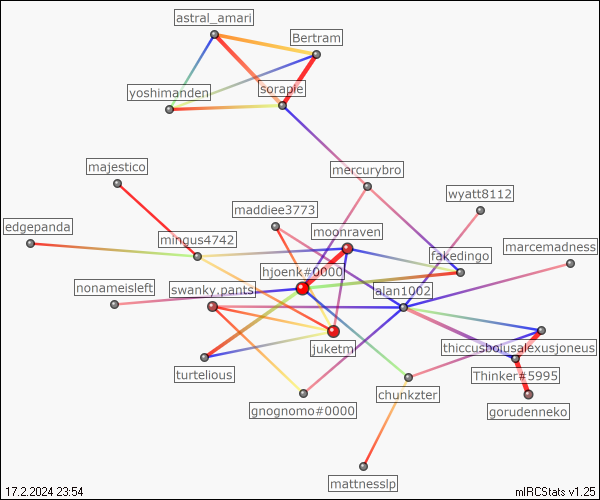 astral_amari
Bertram
yoshimanden
sorapie
majestico
mercurybro
wyatt8112
maddiee3773
edgepanda
mingus4742
moonraven
marcemadness
fakedingo
hjoenk#0000
nonameisleft
swanky.pants
alan1002
juketm
thiccusbolusalexusjoneus
turtelious
Thinker#5995
chunkzter
gnognomo#0000
gorudenneko
mattnesslp
17.2.2024 23:54
mIRCStats v1.25